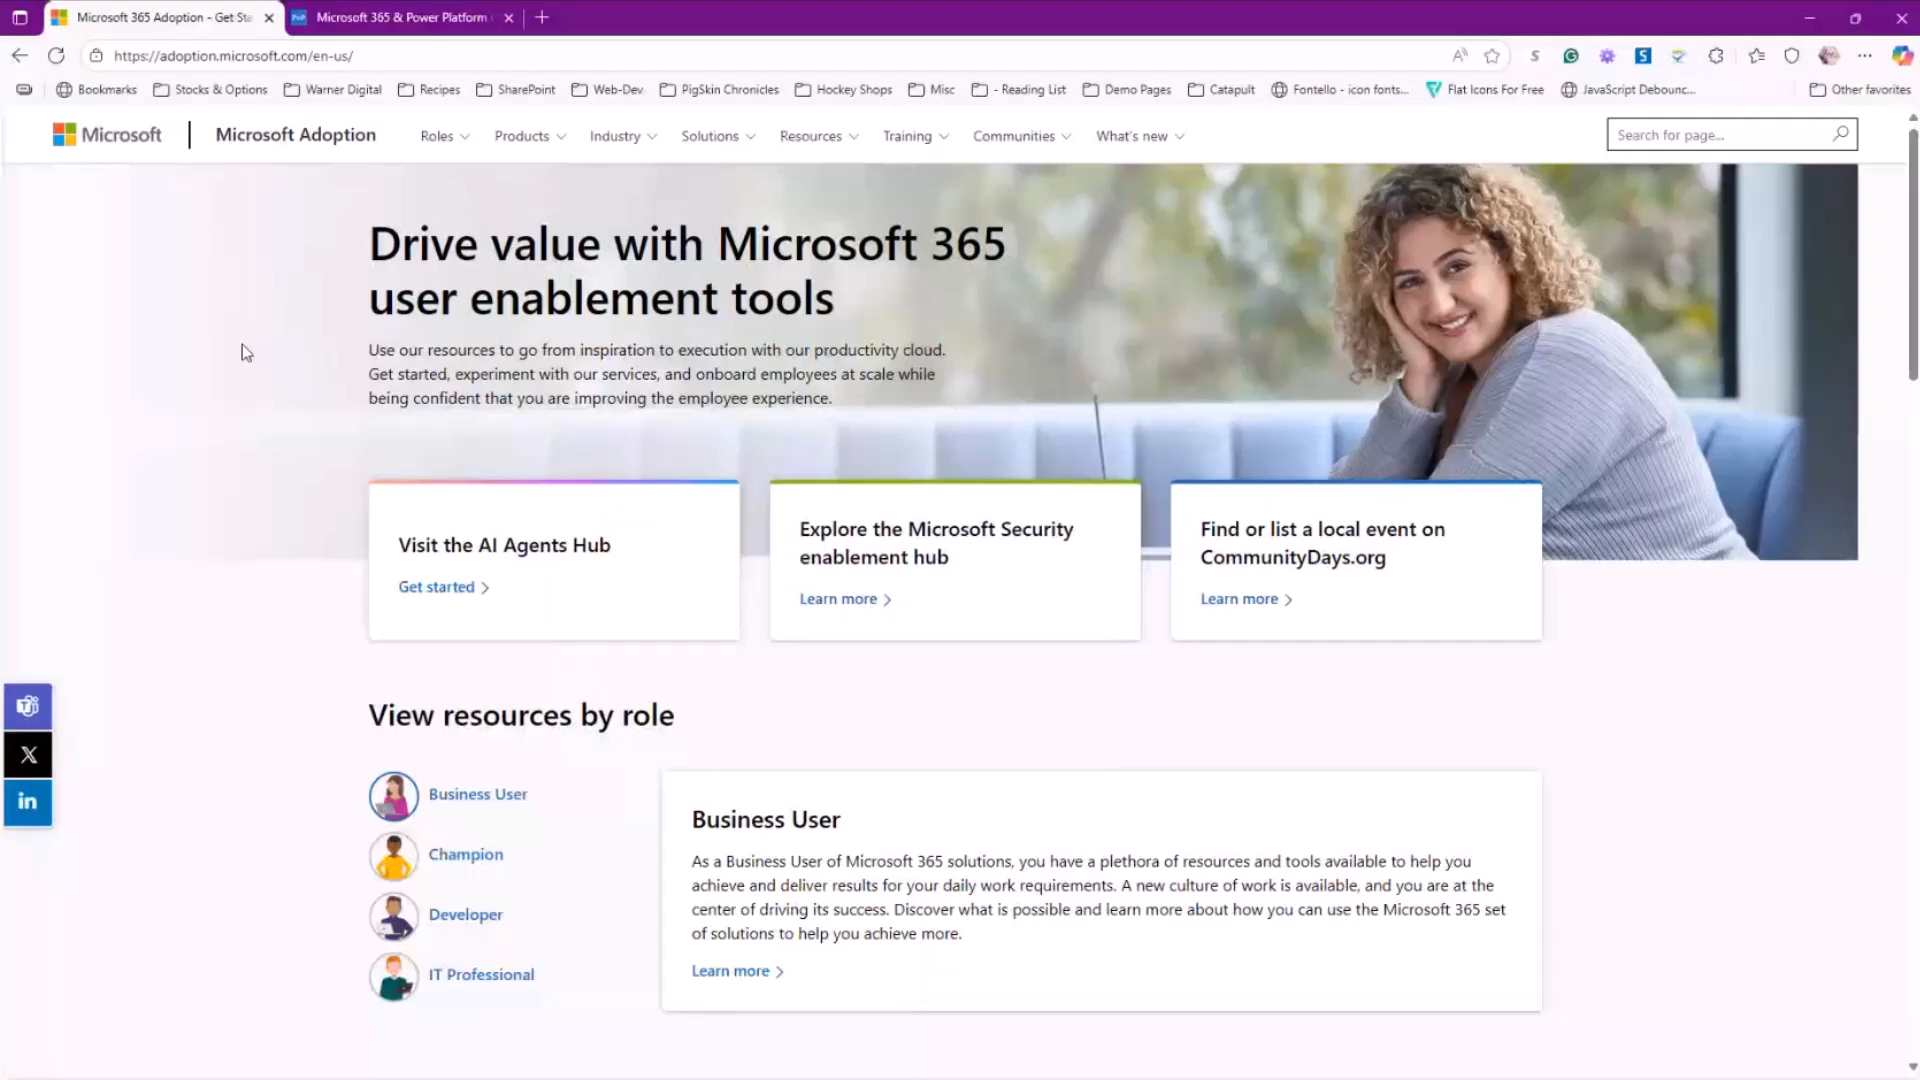 Microsoft 365 Adoption - Get Sta
Microsoft 365 & Power Platform
https://adoption.microsoft.com/en-us/
Bookmarks Stocks & Options Warner Digital Recipes SharePoint Web-Dev PigSkin Chronicles Hockey Shops Misc - Reading List Demo Pages Catapult Fontello - icon fonts... Flat Icons For Free JavaScript Debounc... Other favorites
Microsoft Microsoft Adoption Roles Products Industry Solutions Resources Training Communities What's new Search for page...
Drive value with Microsoft 365
user enablement tools
Use our resources to go from inspiration to execution with our productivity cloud.
Get started, experiment with our services, and onboard employees at scale while
being confident that you are improving the employee experience.
Visit the AI Agents Hub
Get started
Explore the Microsoft Security
enablement hub
Learn more
Find or list a local event on
CommunityDays.org
Learn more
View resources by role
Business User
Champion
Developer
IT Professional
Business User
As a Business User of Microsoft 365 solutions, you have a plethora of resources and tools available to help you
achieve and deliver results for your daily work requirements. A new culture of work is available, and you are at the
center of driving its success. Discover what is possible and learn more about how you can use the Microsoft 365 set
of solutions to help you achieve more.
Learn more